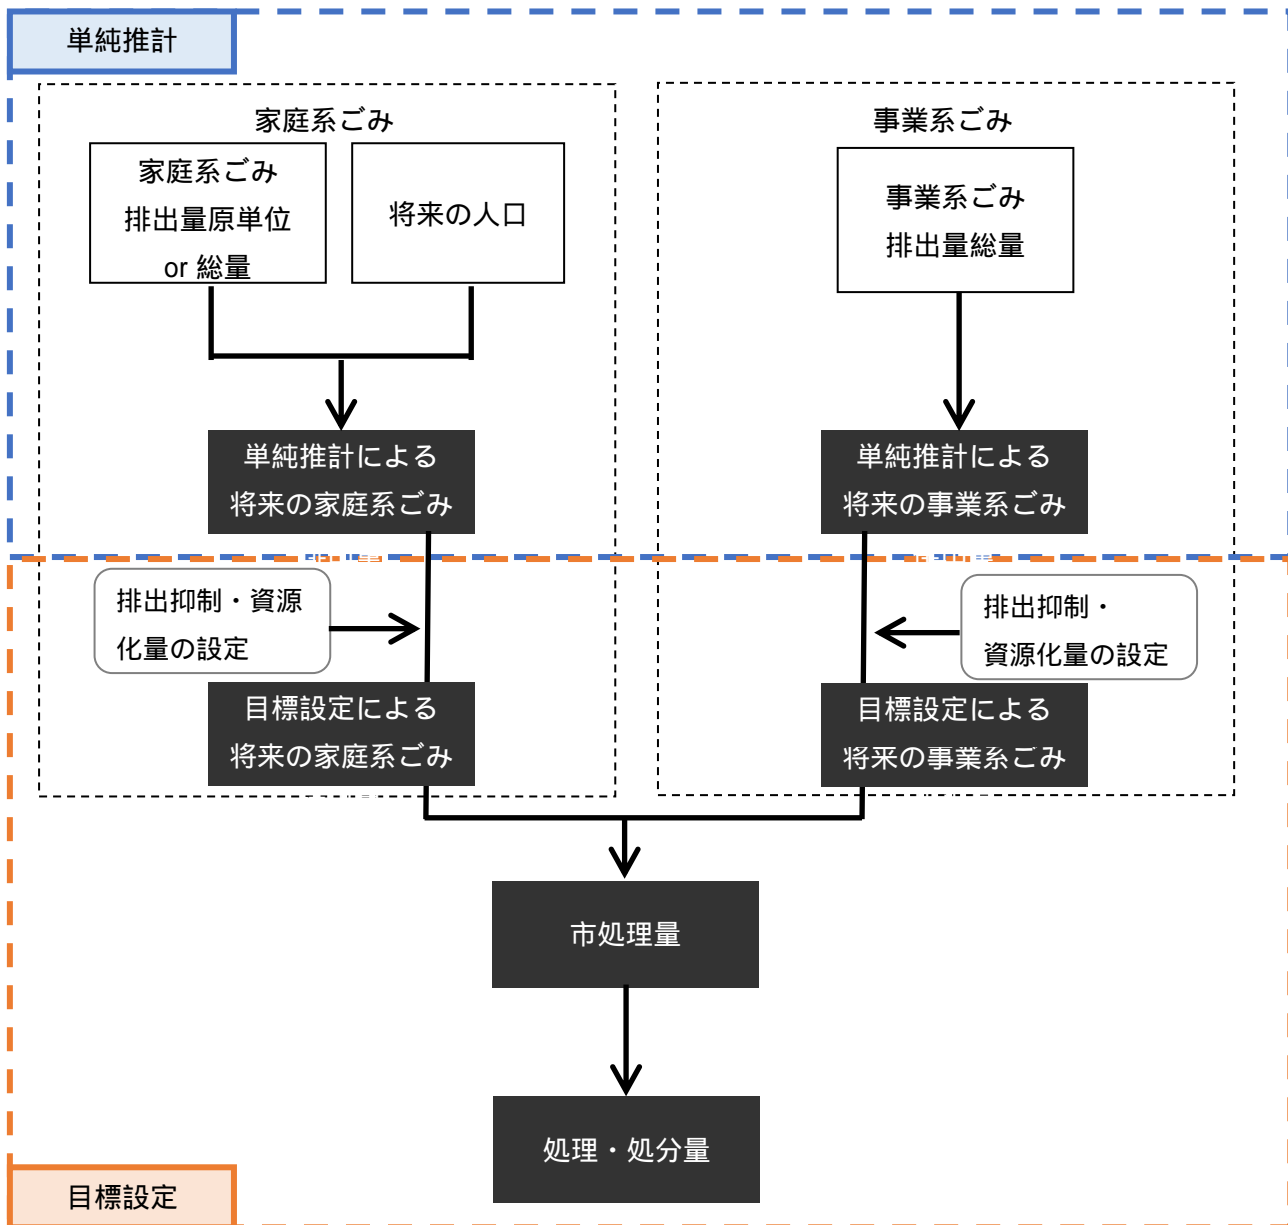 単純推計
家庭系ごみ
家庭系ごみ
排出量原単位
or 総量
将来の人口
事業系ごみ
事業系ごみ
排出量総量
単純推計による
将来の家庭系ごみ
単純推計による
将来の事業系ごみ
排出抑制・資源
化量の設定
排出抑制・
資源化量の設定
目標設定による
将来の家庭系ごみ
目標設定による
将来の事業系ごみ
市処理量
処理・処分量
目標設定